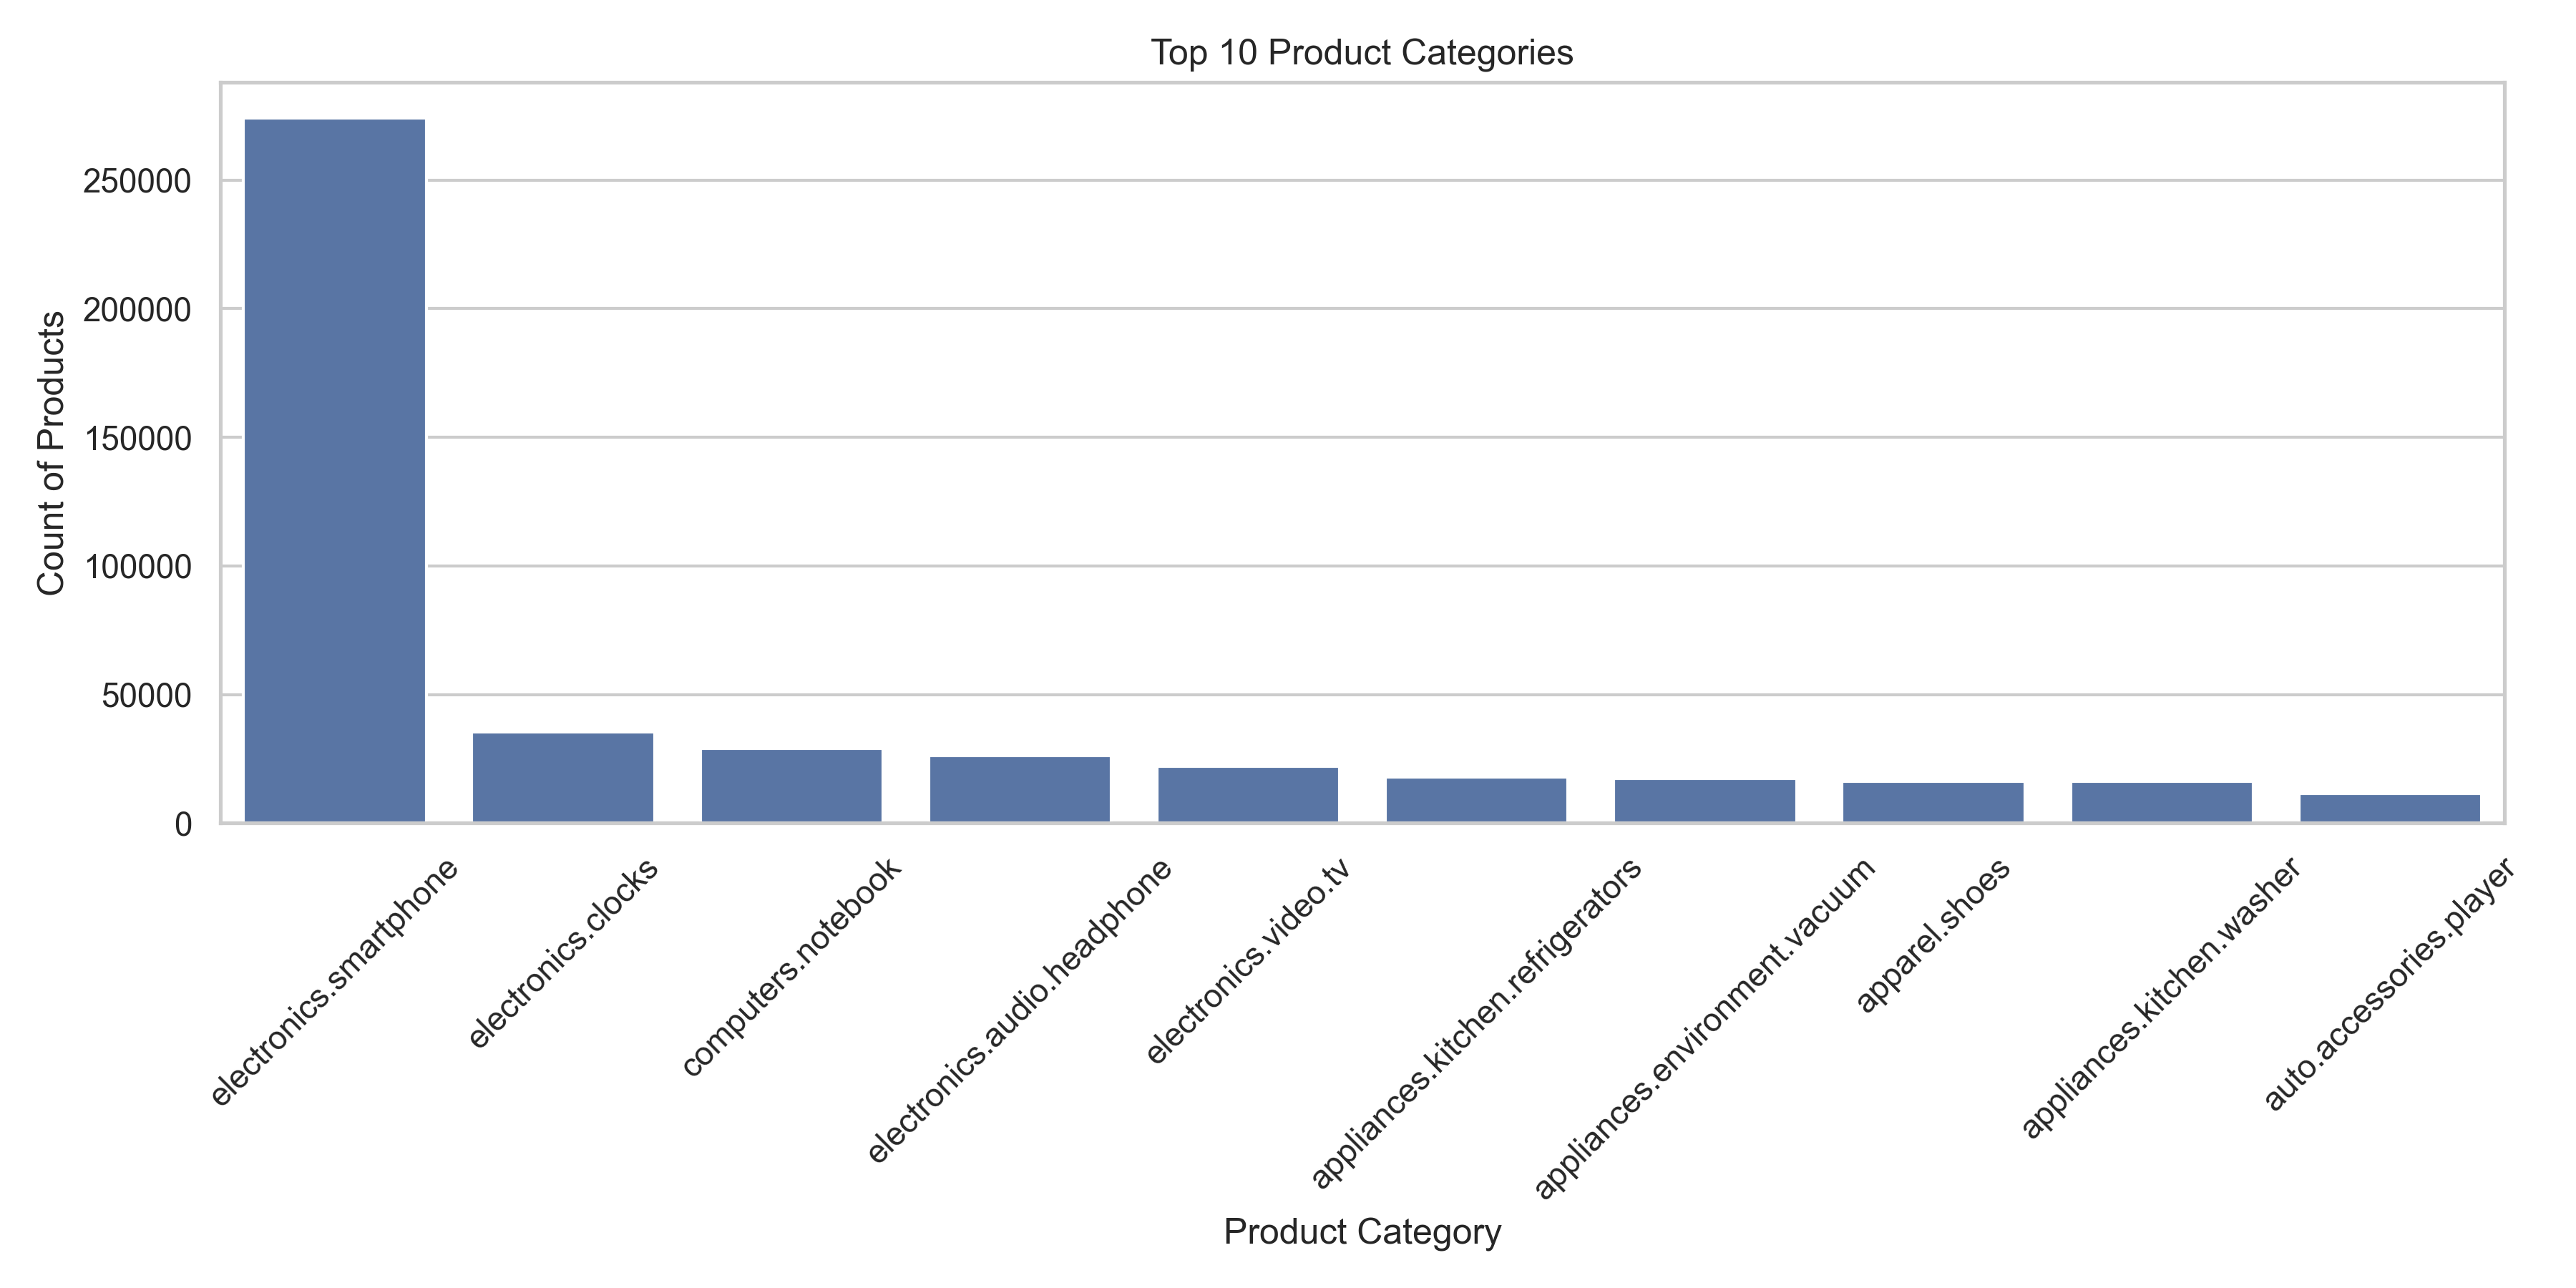 Top 10 Product Categories
Count of Products
250000
200000
150000
100000
50000
0
electronics.smartphone
electronics.clocks
computers.notebook
electronics.audio.headphone
electronics.video.tv
appliances.kitchen.refrigerators
appliances.environment.vacuum
apparel.shoes
appliances.kitchen.washer
auto.accessories.player
Product Category